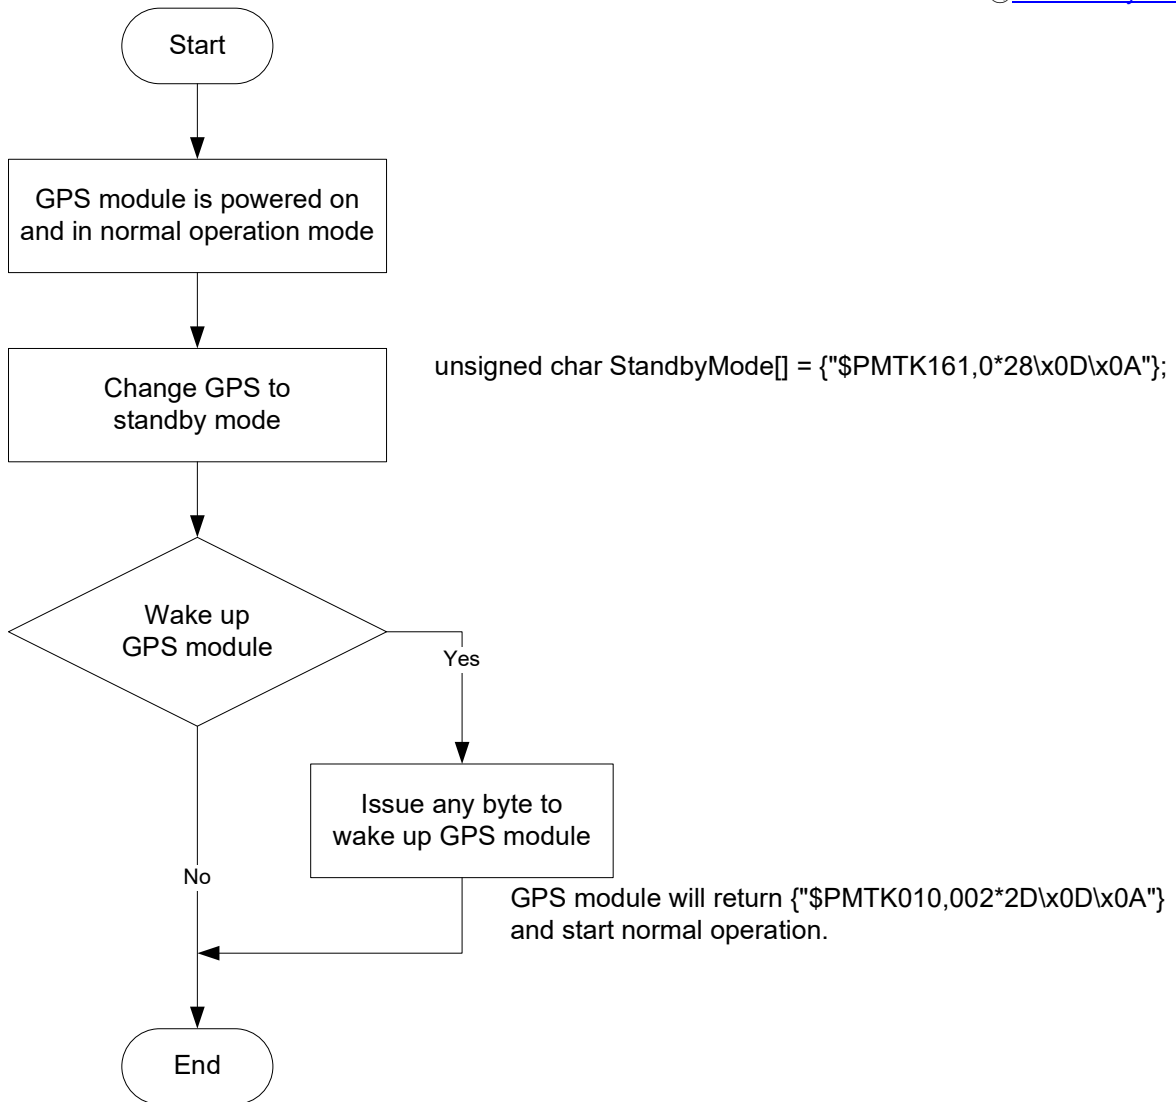 Start
GPS module is powered on
and in normal operation mode
Change GPS to
standby mode
unsigned char StandbyMode[] = {"$PMTK161,0*28\x0D\x0A"};
Wake up
GPS module
Yes
Issue any byte to
wake up GPS module
No
GPS module will return {"$PMTK010,002*2D\x0D\x0A"}
and start normal operation.
End